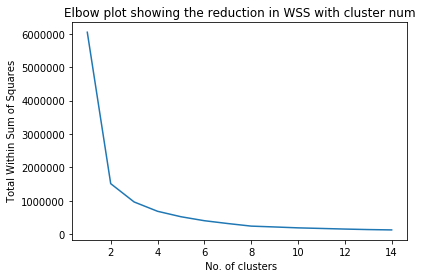 Elbow plot showing the reduction in WSS with cluster num
Total Within Sum of Squares
6000000
5000000
4000000
3000000
2000000
1000000
0
2 4 6 8 10 12 14
No. of clusters